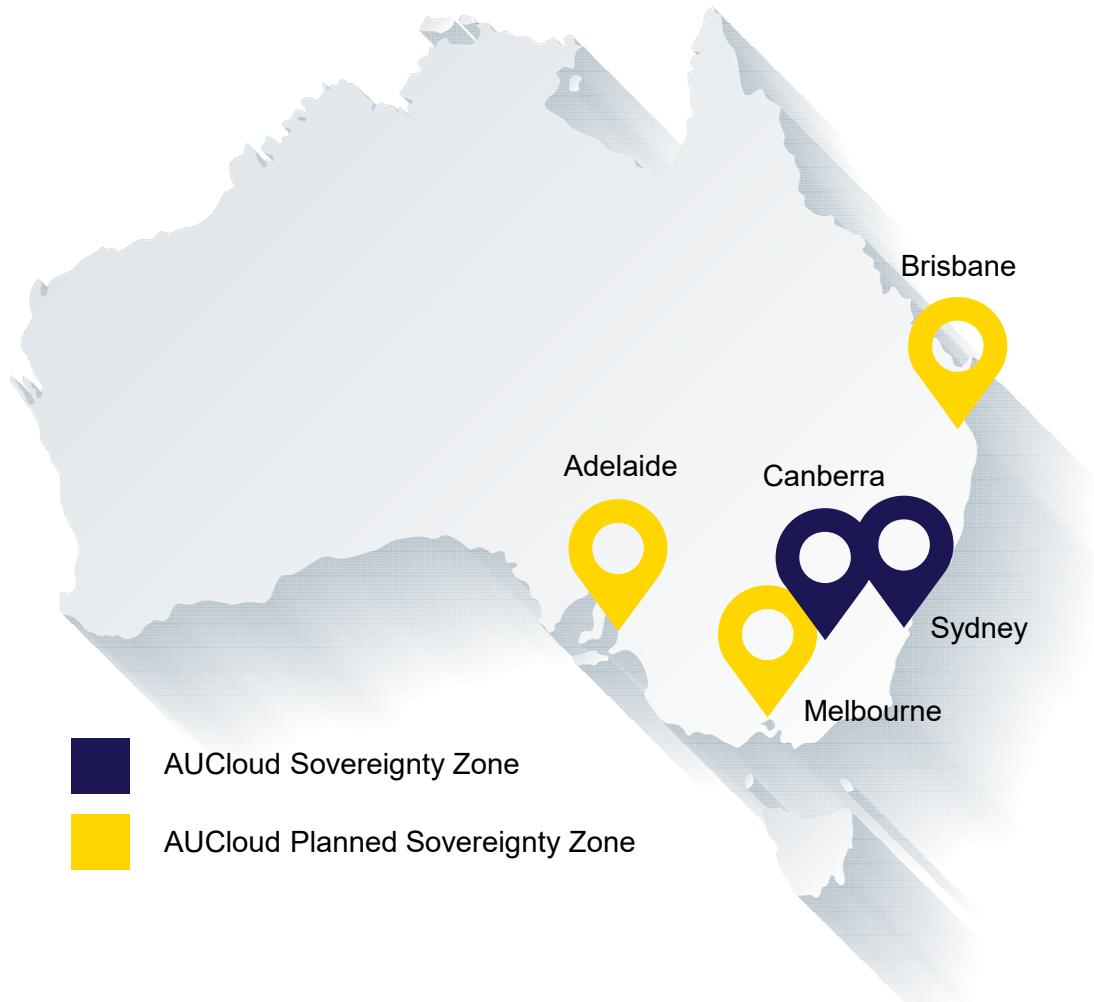 Brisbane
Adelaide
Canberra
Sydney
Melbourne
AUCloud Sovereignty Zone
AUCloud Planned Sovereignty Zone